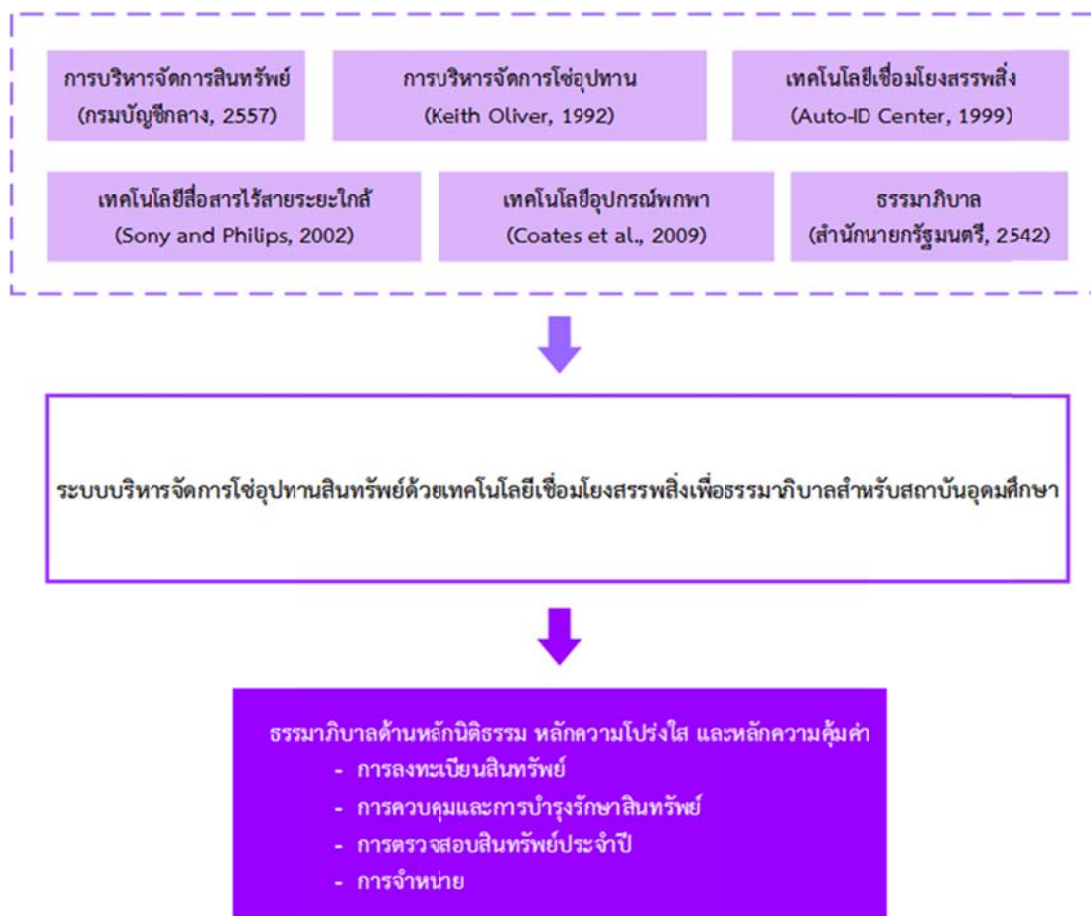 การบริหารจัดการสินทรัพย์
(กรมบัญชีกลาง, 2557)
การบริหารจัดการโซ่อุปทาน
(Keith Oliver, 1992)
เทคโนโลยีเชื่อมโยงสรรพสิ่ง
(Auto-ID Center, 1999)
เทคโนโลยีสื่อสารไร้สายระยะใกล้
(Sony and Philips, 2002)
เทคโนโลยีอุปกรณ์พกพา
(Coates et al., 2009)
ธรรมาภิบาล
(สำนักนายกรัฐมนตรี, 2542)
ระบบบริหารจัดการโซ่อุปทานสินทรัพย์ด้วยเทคโนโลยีเชื่อมโยงสรรพสิ่งเพื่อธรรมาภิบาลสำหรับสถาบันอุดมศึกษา
ธรรมาภิบาลด้านหลักนิติธรรม หลักความโปร่งใส และหลักความคุ้มค่า
- การลงทะเบียนสินทรัพย์
- การควบคุมและการบำรุงรักษาสินทรัพย์
- การตรวจสอบสินทรัพย์ประจำปี
- การจำหน่าย